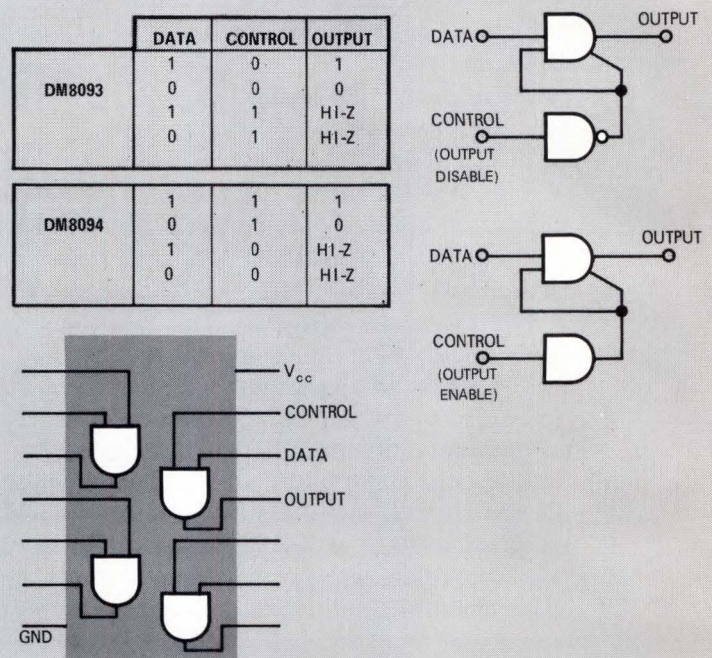 DATA CONTROL OUTPUT
DM8093
1 0 1
0 0 0
1 1 HI-Z
0 1 HI-Z
DM8094
1 1 1
0 1 0
1 0 HI-Z
0 0 HI-Z
DATA
OUTPUT
CONTROL
(OUTPUT
DISABLE)
DATA
OUTPUT
CONTROL
(OUTPUT
ENABLE)
Vcc
CONTROL
DATA
OUTPUT
GND